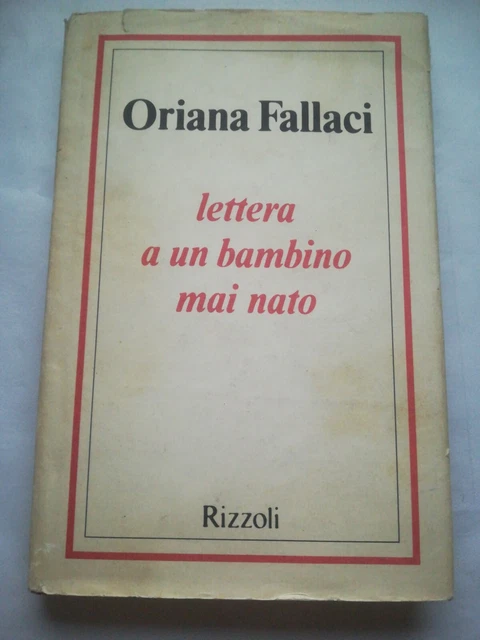 Oriana Fallaci
lettera
a un bambino
mai nato
Rizzoli